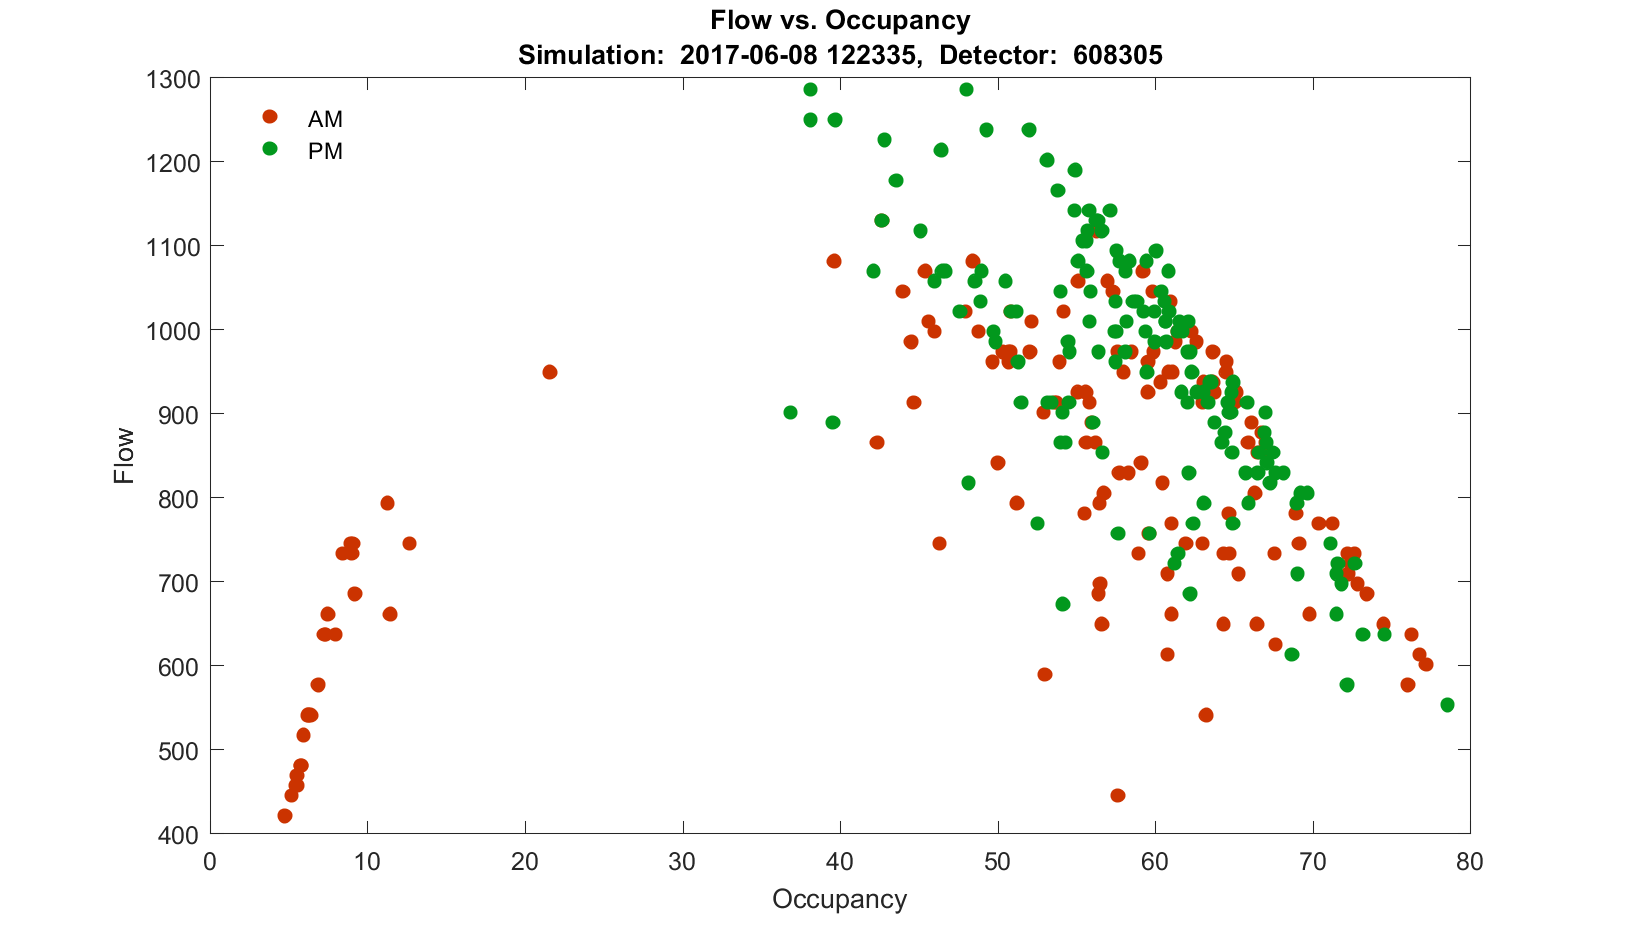 Flow vs. Occupancy
Simulation:  2017-06-08 122335,  Detector:  608305
1300
1200
1100
1000
900
800
700
600
500
400
AM
PM
Flow
0 10 20 30 40 50 60 70 80
Occupancy